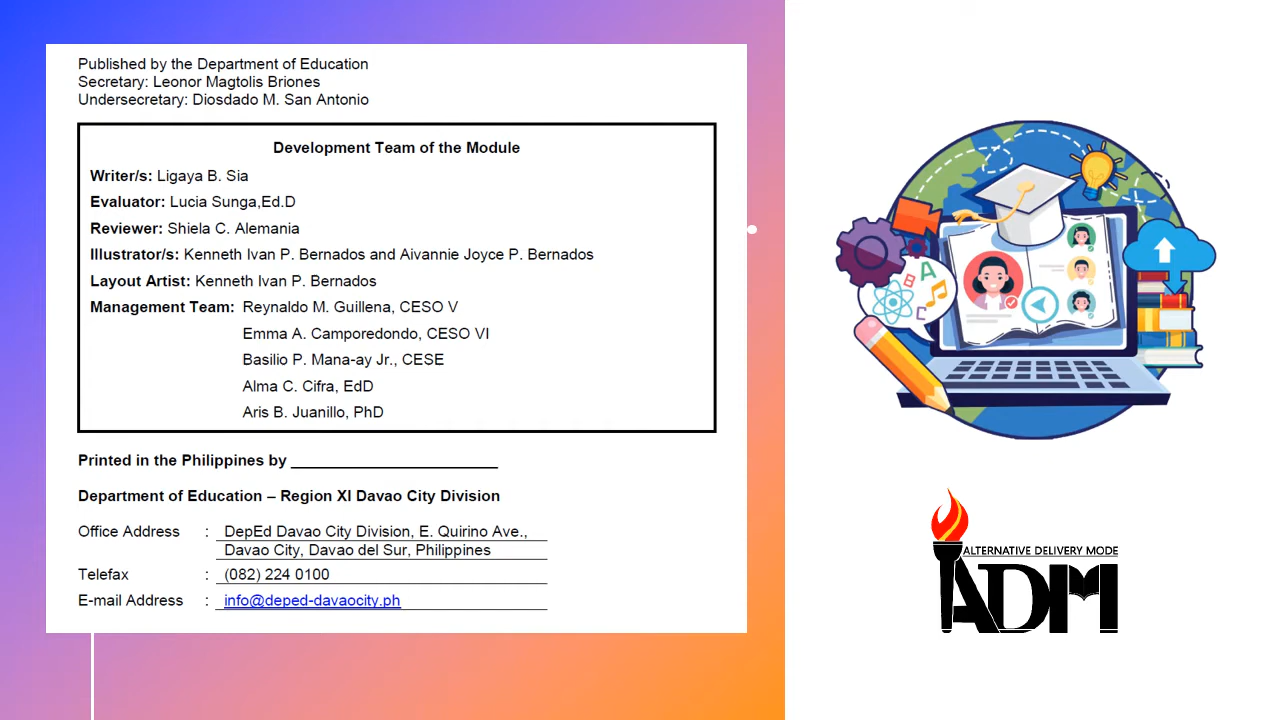 Published by the Department of Education
Secretary: Leonor Magtolis Briones
Undersecretary: Diosdado M. San Antonio
Development Team of the Module
Writer/s: Ligaya B. Sia
Evaluator: Lucia Sunga,Ed.D
Reviewer: Shiela C. Alemania
Illustrator/s: Kenneth Ivan P. Bernados and Aivannie Joyce P. Bernados
Layout Artist: Kenneth Ivan P. Bernados
Management Team: Reynaldo M. Guillena, CESO V
Emma A. Camporedondo, CESO VI
Basilio P. Mana-ay Jr., CESE
Alma C. Cifra, EdD
Aris B. Juanillo, PhD
Printed in the Philippines by ________________________
Department of Education – Region XI Davao City Division
Office Address : DepEd Davao City Division, E. Quirino Ave.,
Davao City, Davao del Sur, Philippines
Telefax : (082) 224 0100
E-mail Address : info@deped-davaocity.ph
A
B
C
ALTERNATIVE DELIVERY MODE
ADM